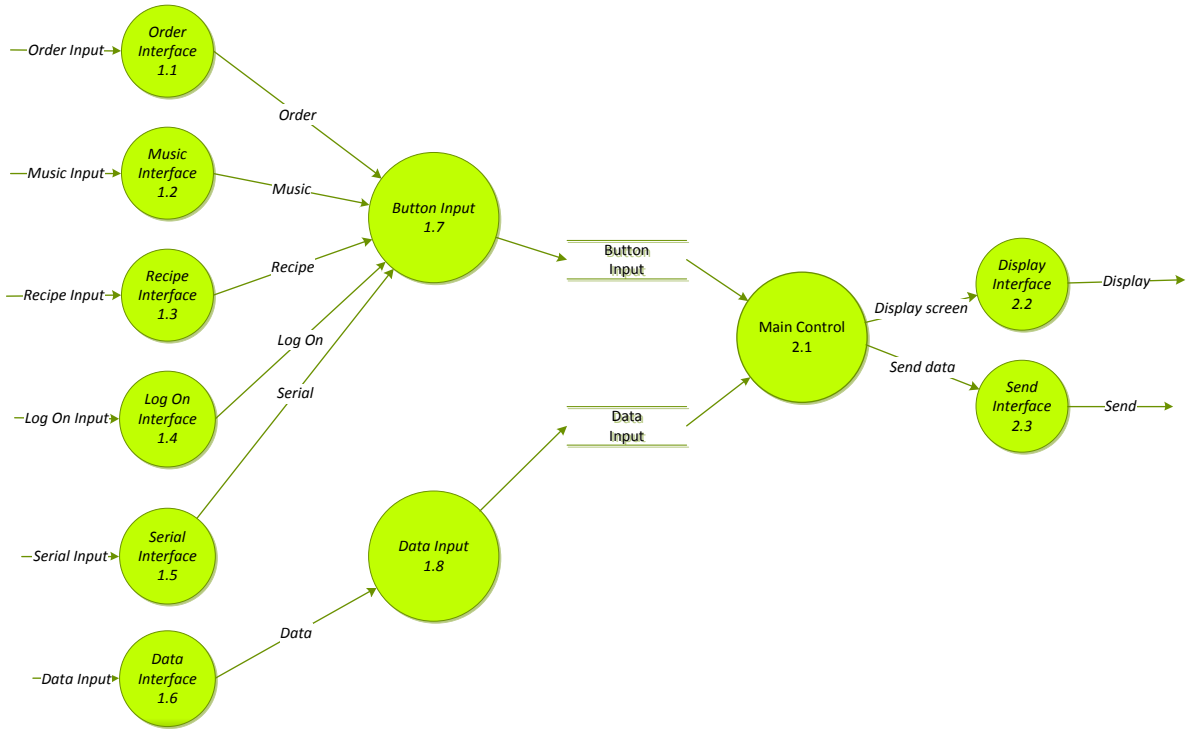 Order Input
Order
Interface
1.1
Order
Music Input
Music
Interface
1.2
Music
Recipe Input
Recipe
Interface
1.3
Recipe
Log On Input
Log On
Interface
1.4
Log On
Serial Input
Serial
Interface
1.5
Serial
Data Input
Data
Interface
1.6
Data
Button Input
1.7
Data Input
1.8
Button
Input
Data
Input
Main Control
2.1
Display screen
Display
Interface
2.2
Display
Send data
Send
Interface
2.3
Send